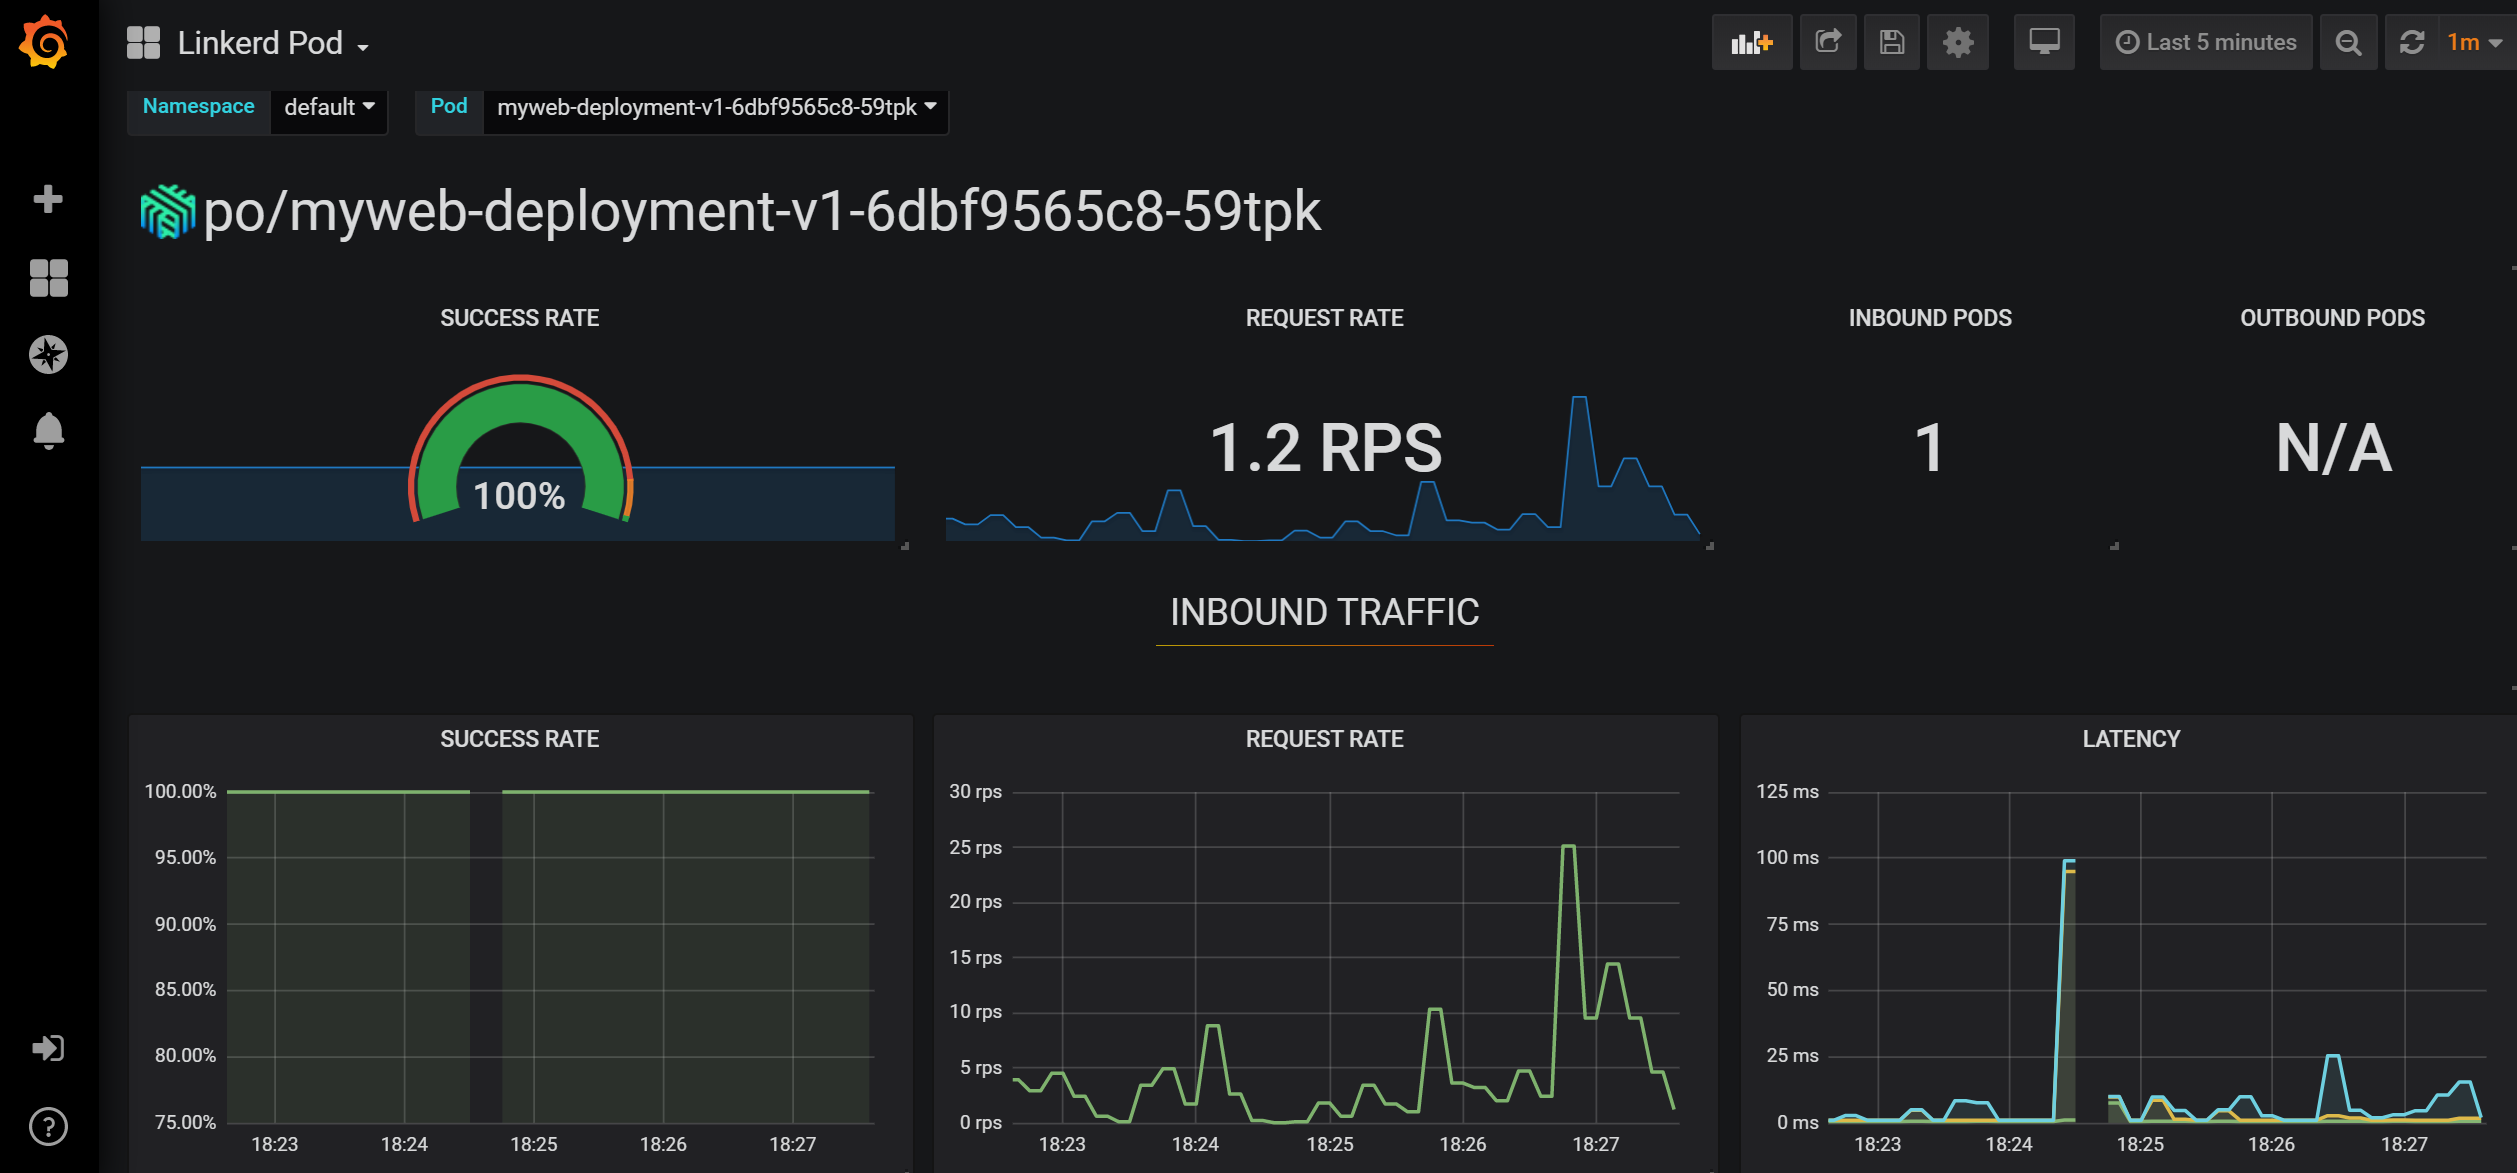 Linkerd Pod
Last 5 minutes
1m
Namespace default Pod myweb-deployment-v1-6dbf9565c8-59tpk
po/myweb-deployment-v1-6dbf9565c8-59tpk
SUCCESS RATE
100%
REQUEST RATE
1.2 RPS
INBOUND PODS
1
OUTBOUND PODS
N/A
INBOUND TRAFFIC
SUCCESS RATE
100.00%
95.00%
90.00%
85.00%
80.00%
75.00%
18:23 18:24 18:25 18:26 18:27
REQUEST RATE
30 rps
25 rps
20 rps
15 rps
10 rps
5 rps
0 rps
18:23 18:24 18:25 18:26 18:27
LATENCY
125 ms
100 ms
75 ms
50 ms
25 ms
0 ms
18:23 18:24 18:25 18:26 18:27